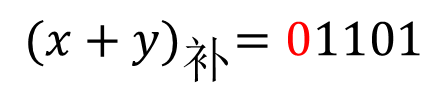 (x + y)补 = 01101